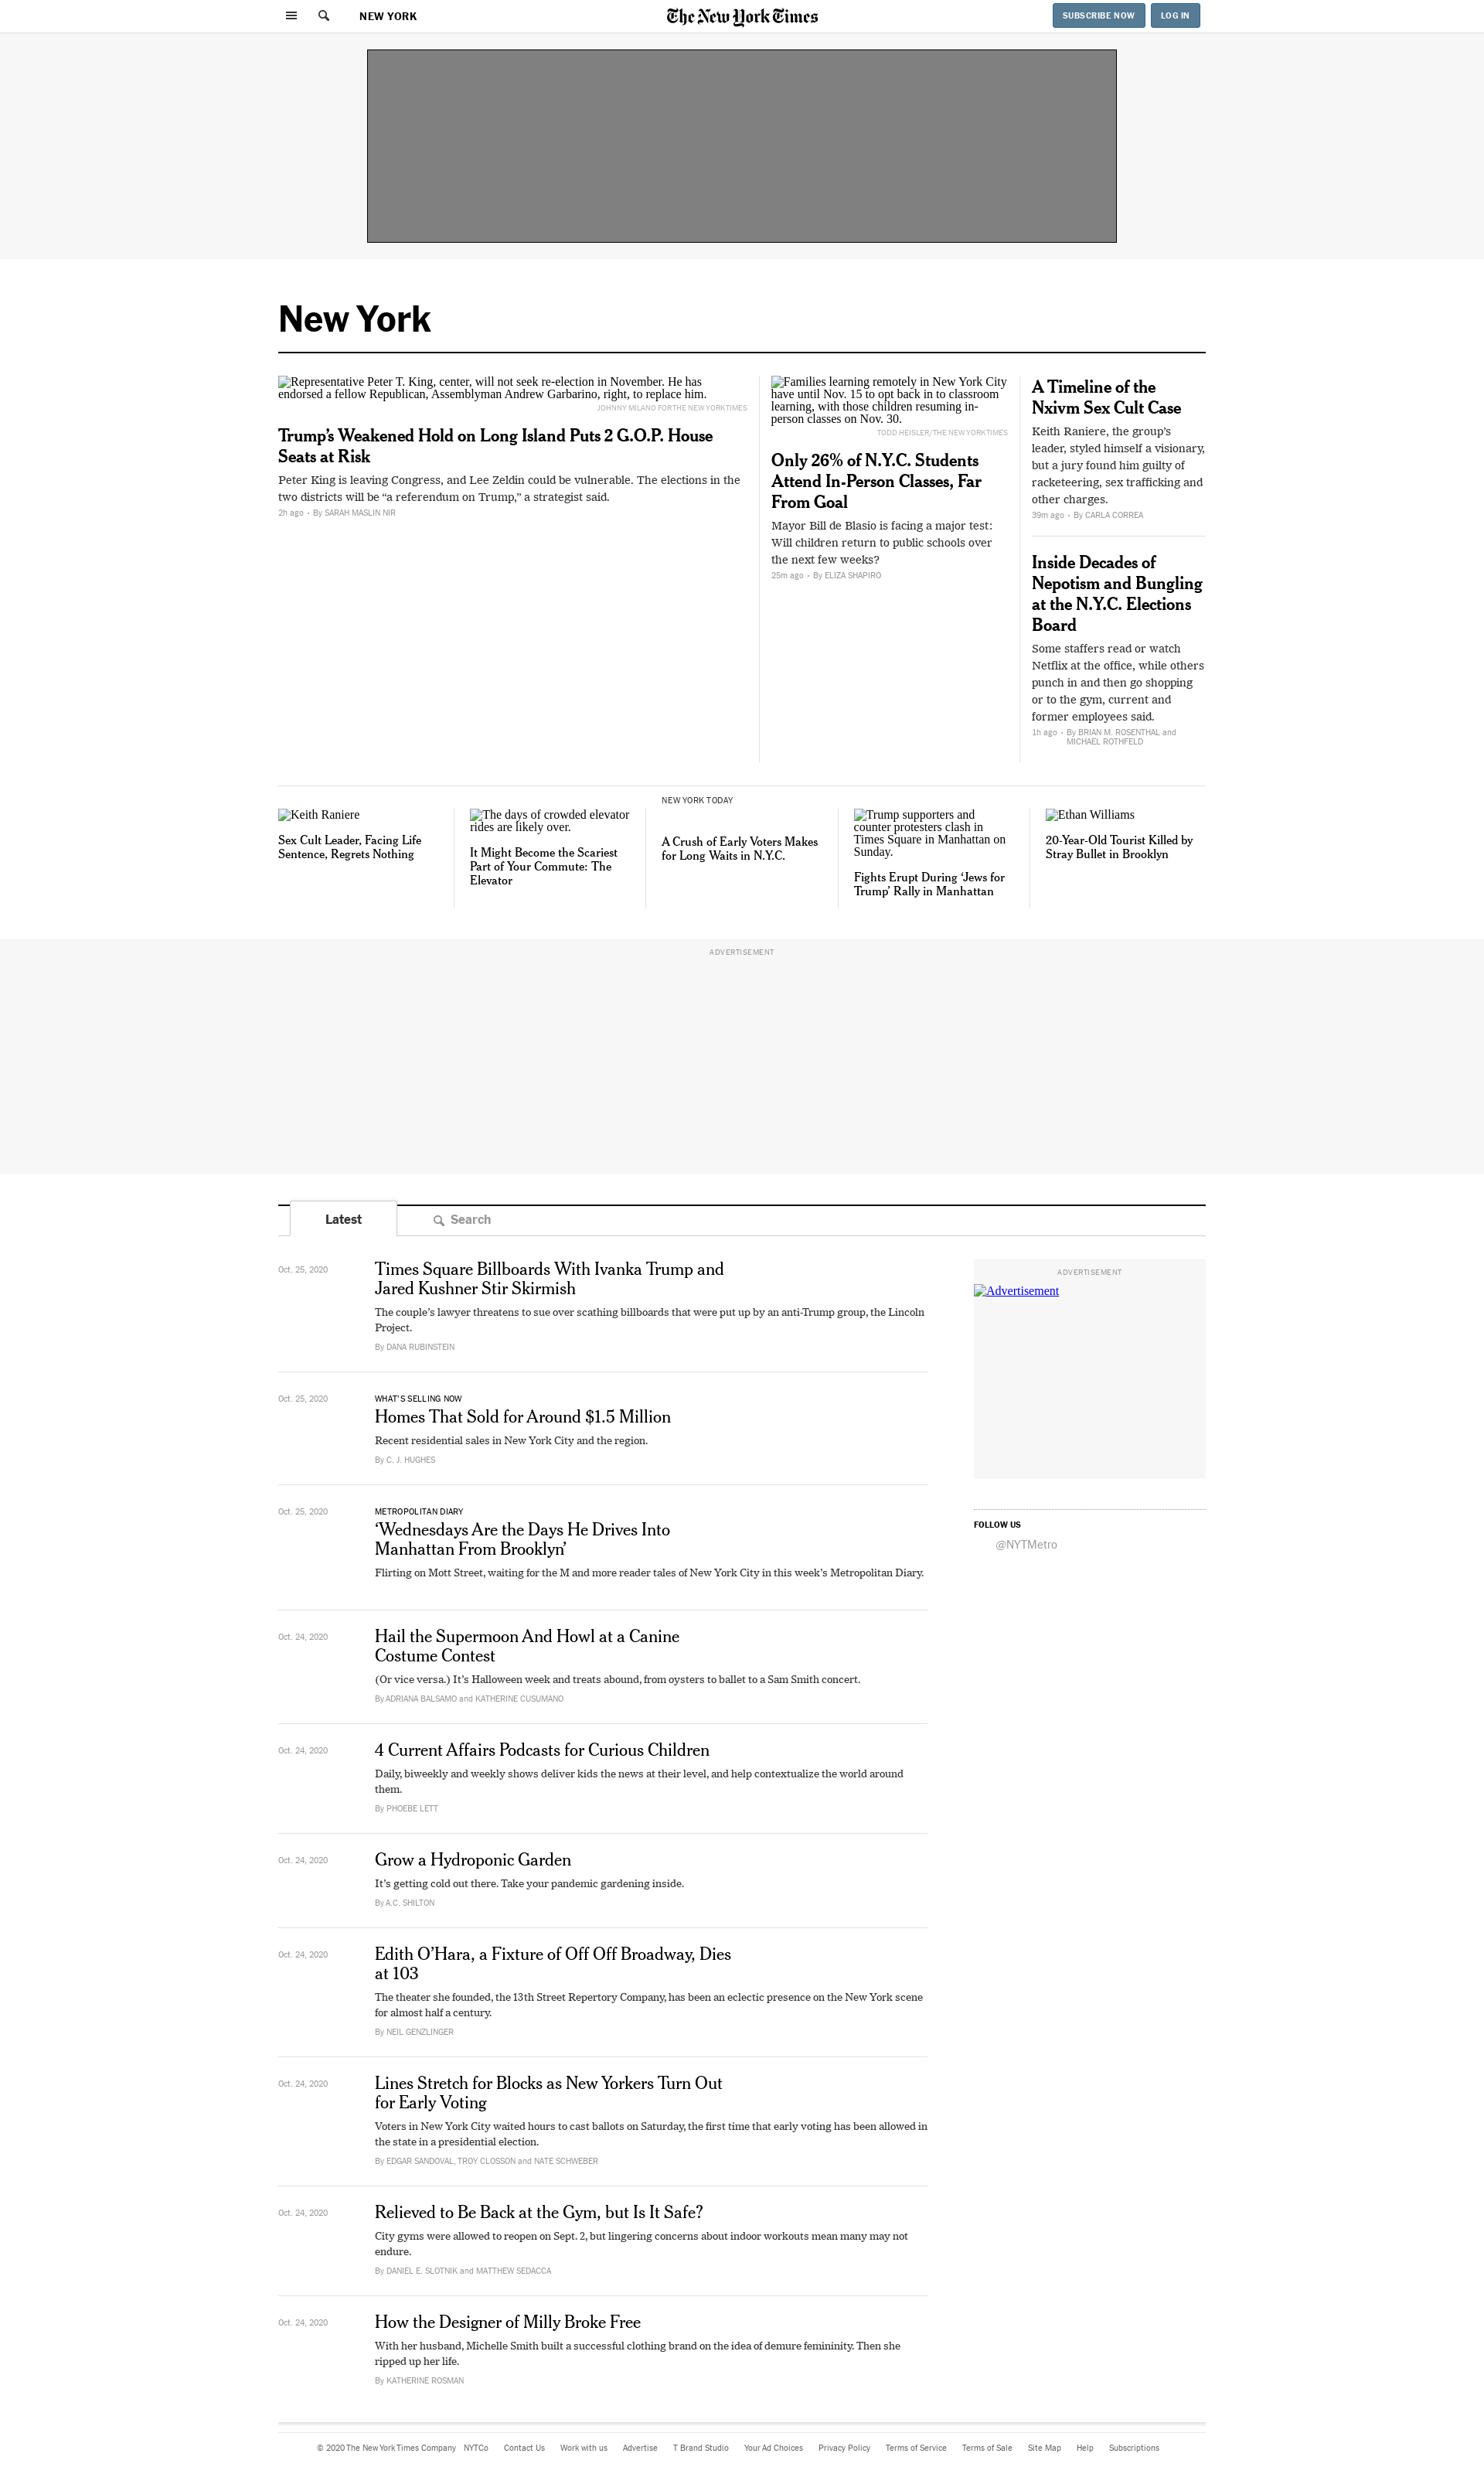 NEW YORK
The New York Times
SUBSCRIBE NOW
LOG IN
New York
Representative Peter T. King, center, will not seek re-election in November. He has
endorsed a fellow Republican, Assemblyman Andrew Garbarino, right, to replace him.
JOHNNY MILANO FOR THE NEW YORK TIMES
Trump’s Weakened Hold on Long Island Puts 2 G.O.P. House
Seats at Risk
Peter King is leaving Congress, and Lee Zeldin could be vulnerable. The elections in the
two districts will be “a referendum on Trump,” a strategist said.
2h ago • By SARAH MASLIN NIR
Families learning remotely in New York City
have until Nov. 15 to opt back in to classroom
learning, with those children resuming in-
person classes on Nov. 30.
TODD HEISLER/THE NEW YORK TIMES
Only 26% of N.Y.C. Students
Attend In-Person Classes, Far
From Goal
Mayor Bill de Blasio is facing a major test:
Will children return to public schools over
the next few weeks?
25m ago • By ELIZA SHAPIRO
A Timeline of the
Nxivm Sex Cult Case
Keith Raniere, the group’s
leader, styled himself a visionary,
but a jury found him guilty of
racketeering, sex trafficking and
other charges.
39m ago • By CARLA CORREA
Inside Decades of
Nepotism and Bungling
at the N.Y.C. Elections
Board
Some staffers read or watch
Netflix at the office, while others
punch in and then go shopping
or to the gym, current and
former employees said.
1h ago • By BRIAN M. ROSENTHAL and
MICHAEL ROTHFELD
Keith Raniere
Sex Cult Leader, Facing Life
Sentence, Regrets Nothing
The days of crowded elevator
rides are likely over.
It Might Become the Scariest
Part of Your Commute: The
Elevator
NEW YORK TODAY
A Crush of Early Voters Makes
for Long Waits in N.Y.C.
Trump supporters and
counter protesters clash in
Times Square in Manhattan on
Sunday.
Fights Erupt During ‘Jews for
Trump’ Rally in Manhattan
Ethan Williams
20-Year-Old Tourist Killed by
Stray Bullet in Brooklyn
ADVERTISEMENT
Latest
Search
Oct. 25, 2020
Times Square Billboards With Ivanka Trump and
Jared Kushner Stir Skirmish
The couple’s lawyer threatens to sue over scathing billboards that were put up by an anti-Trump group, the Lincoln
Project.
By DANA RUBINSTEIN
Oct. 25, 2020
WHAT'S SELLING NOW
Homes That Sold for Around $1.5 Million
Recent residential sales in New York City and the region.
By C. J. HUGHES
Oct. 25, 2020
METROPOLITAN DIARY
‘Wednesdays Are the Days He Drives Into
Manhattan From Brooklyn’
Flirting on Mott Street, waiting for the M and more reader tales of New York City in this week’s Metropolitan Diary.
Oct. 24, 2020
Hail the Supermoon And Howl at a Canine
Costume Contest
(Or vice versa.) It’s Halloween week and treats abound, from oysters to ballet to a Sam Smith concert.
By ADRIANA BALSAMO and KATHERINE CUSUMANO
Oct. 24, 2020
4 Current Affairs Podcasts for Curious Children
Daily, biweekly and weekly shows deliver kids the news at their level, and help contextualize the world around
them.
By PHOEBE LETT
Oct. 24, 2020
Grow a Hydroponic Garden
It’s getting cold out there. Take your pandemic gardening inside.
By A.C. SHILTON
Oct. 24, 2020
Edith O’Hara, a Fixture of Off Off Broadway, Dies
at 103
The theater she founded, the 13th Street Repertory Company, has been an eclectic presence on the New York scene
for almost half a century.
By NEIL GENZLINGER
Oct. 24, 2020
Lines Stretch for Blocks as New Yorkers Turn Out
for Early Voting
Voters in New York City waited hours to cast ballots on Saturday, the first time that early voting has been allowed in
the state in a presidential election.
By EDGAR SANDOVAL, TROY CLOSSON and NATE SCHWEBER
Oct. 24, 2020
Relieved to Be Back at the Gym, but Is It Safe?
City gyms were allowed to reopen on Sept. 2, but lingering concerns about indoor workouts mean many may not
endure.
By DANIEL E. SLOTNIK and MATTHEW SEDACCA
Oct. 24, 2020
How the Designer of Milly Broke Free
With her husband, Michelle Smith built a successful clothing brand on the idea of demure femininity. Then she
ripped up her life.
By KATHERINE ROSMAN
ADVERTISEMENT
Advertisement
FOLLOW US
@NYTMetro
© 2020 The New York Times Company NYTCo Contact Us Work with us Advertise T Brand Studio Your Ad Choices Privacy Policy Terms of Service Terms of Sale Site Map Help Subscriptions